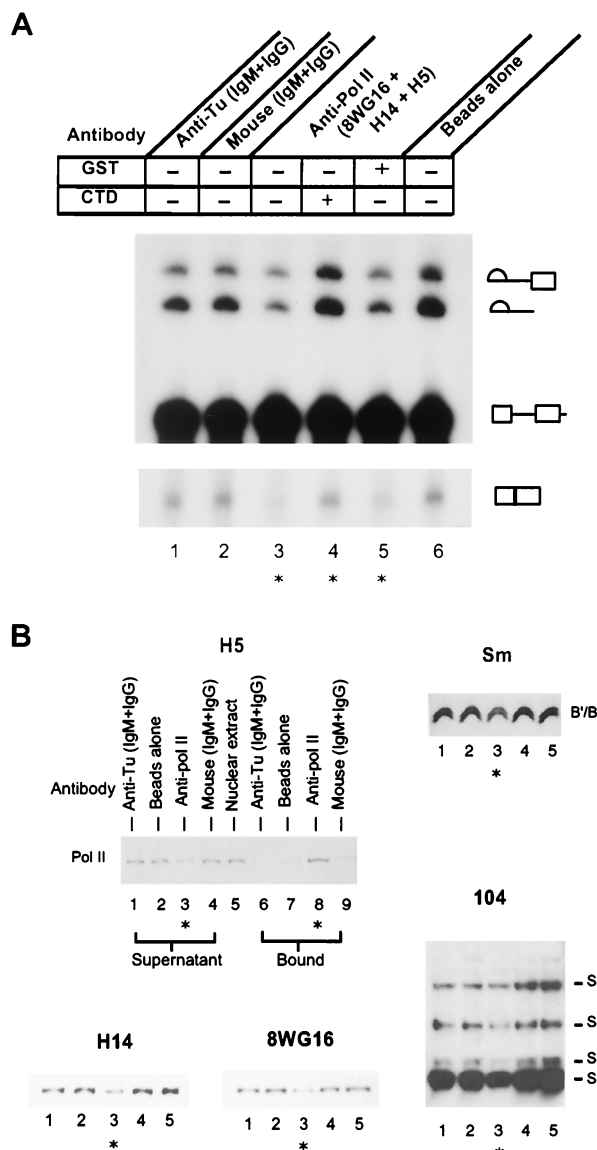 A
Antibody
Anti-Tu (IgM+IgG)
Mouse (IgM+IgG)
Anti-Pol II
(8WG16 +
H14 + H5)
Beads alone
GST – – – – + –
CTD – – – + – –
1 2 3 4 5 6
* * *
B
H5
Antibody
Anti-Tu (IgM+IgG)
Beads alone
Anti-pol II
Mouse (IgM+IgG)
Nuclear extract
Anti-Tu (IgM+IgG)
Beads alone
Anti-pol II
Mouse (IgM+IgG)
Pol II
1 2 3 4 5 6 7 8 9
* *
Supernatant Bound
Sm
B'/B
1 2 3 4 5
*
H14
1 2 3 4 5
*
8WG16
1 2 3 4 5
*
104
– S
– S
– S
– S
1 2 3 4 5
*